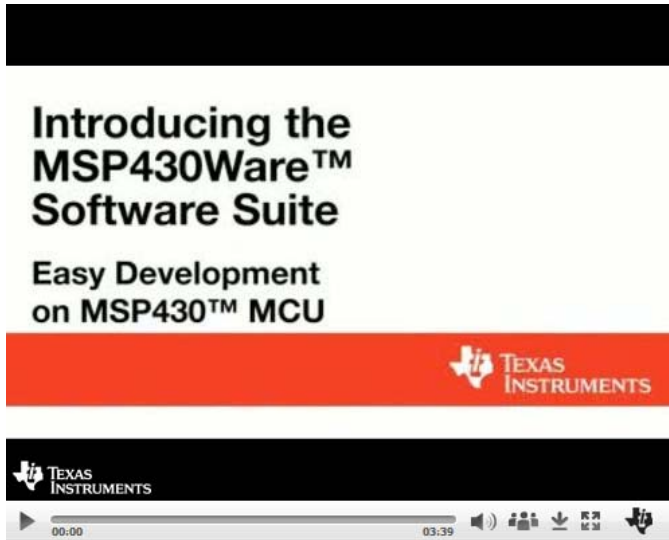 Introducing the
MSP430Ware™
Software Suite
Easy Development
on MSP430™ MCU
TEXAS
INSTRUMENTS
TEXAS
INSTRUMENTS
00:00
03:39